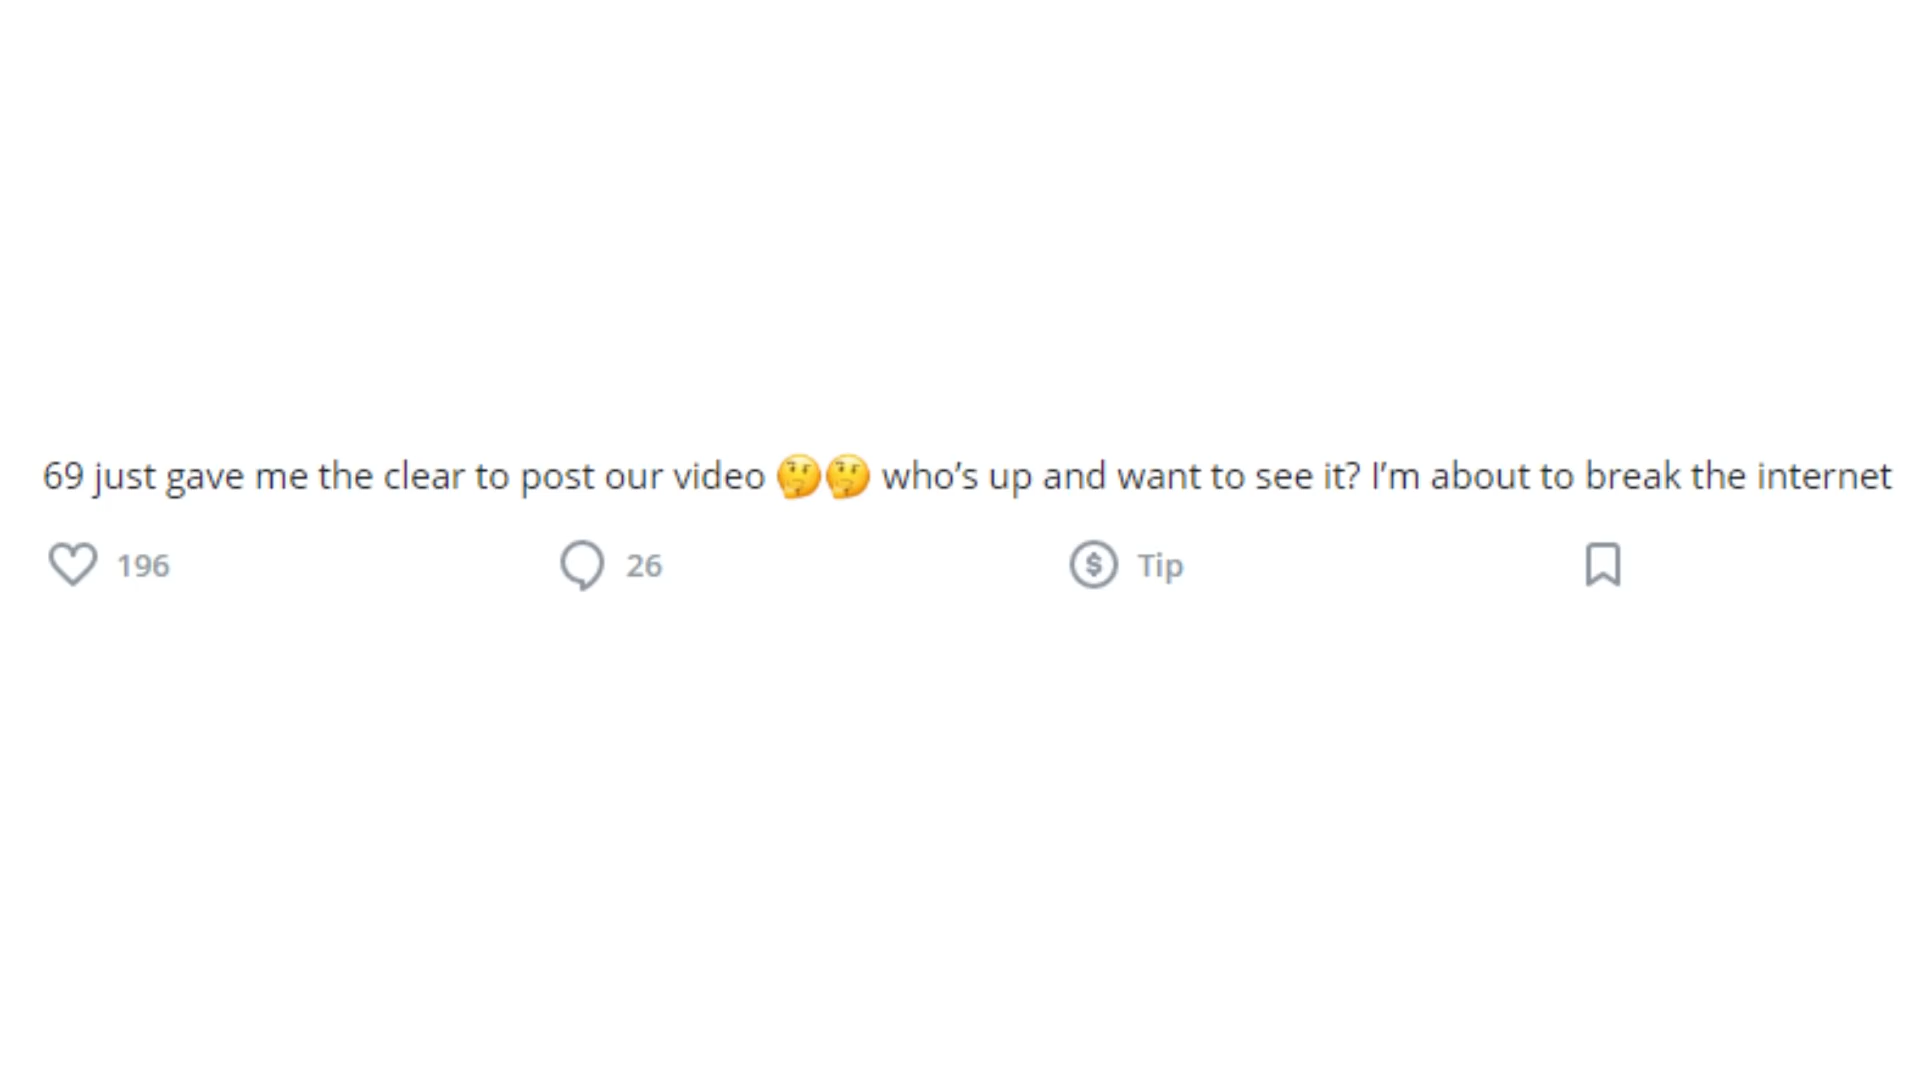 69 just gave me the clear to post our video 🤔🤔 who’s up and want to see it? I’m about to break the internet
196 26 Tip